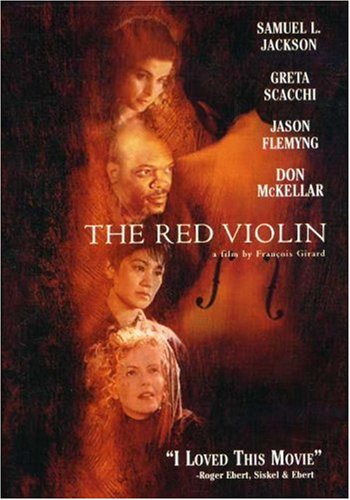 SAMUEL L.
JACKSON
GRETA
SCACCHI
JASON
FLEMYNG
DON
McKELLAR
THE RED VIOLIN
a film by François Girard
"I LOVED THIS MOVIE"
-Roger Ebert, Siskel & Ebert